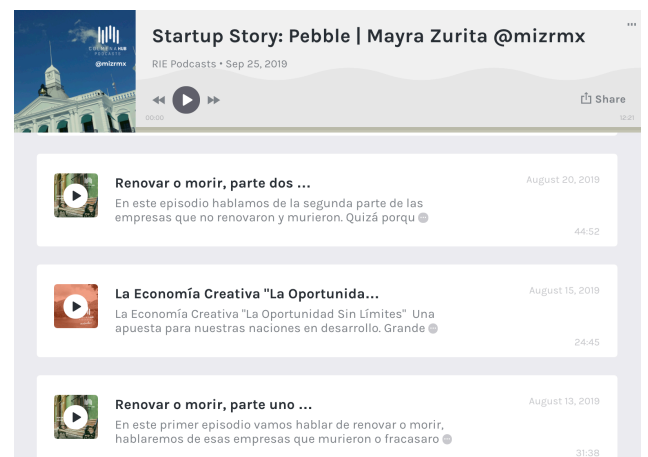 COLMENA HUB
PODCASTS
@mizrmx
Startup Story: Pebble | Mayra Zurita @mizrmx
RIE Podcasts • Sep 25, 2019
Share
00:00
12:21
Renovar o morir, parte dos ...
August 20, 2019
En este episodio hablamos de la segunda parte de las
empresas que no renovaron y murieron. Quizá porqu
44:52
La Economía Creativa "La Oportunida...
August 15, 2019
La Economía Creativa "La Oportunidad Sin Límites" Una
apuesta para nuestras naciones en desarrollo. Grande
24:45
Renovar o morir, parte uno ...
August 13, 2019
En este primer episodio vamos hablar de renovar o morir,
hablaremos de esas empresas que murieron o fracasaro
31:38